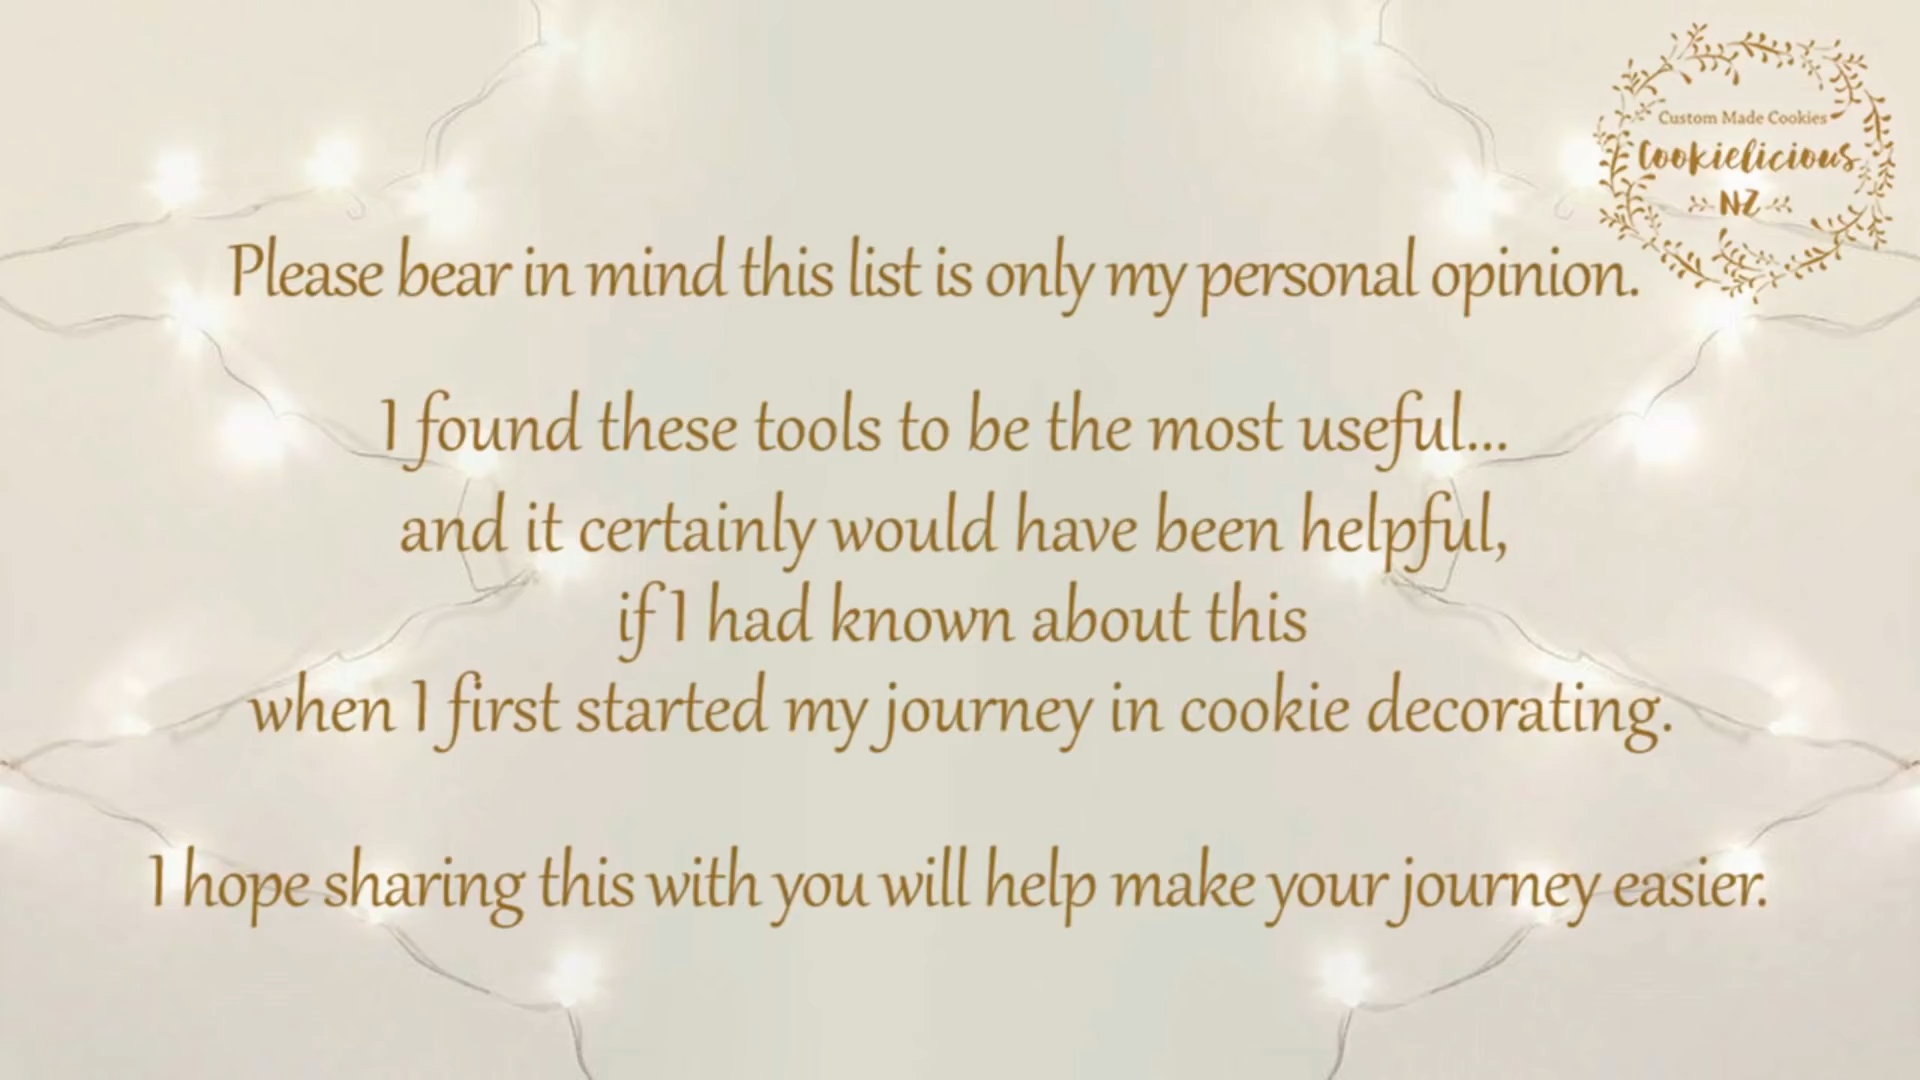 Custom Made Cookies
Cookielicious
NZ
Please bear in mind this list is only my personal opinion.
I found these tools to be the most useful...
and it certainly would have been helpful,
if I had known about this
when I first started my journey in cookie decorating.
I hope sharing this with you will help make your journey easier.